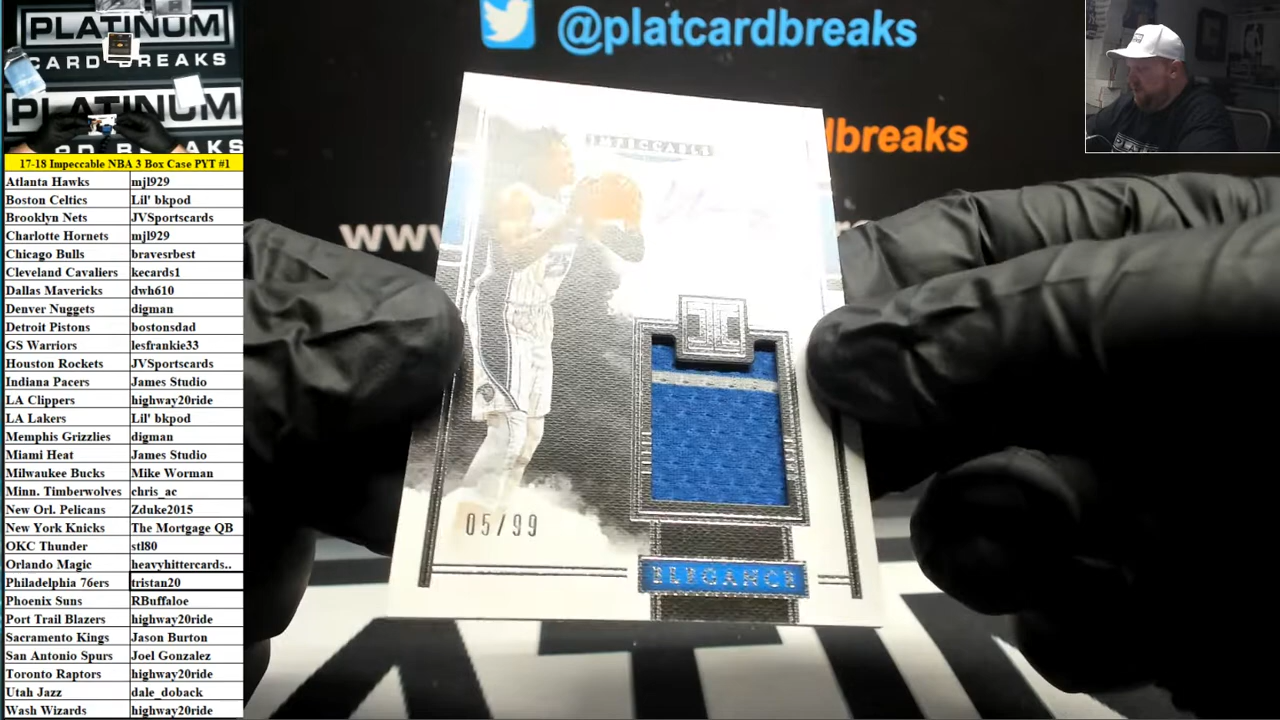 PLATINUM
CARD BREAKS
PLATINUM
@platcardbreaks
dbreaks
www
17-18 Impeccable NBA 3 Box Case PYT #1
Atlanta Hawks mjl929
Boston Celtics Lil' bkpod
Brooklyn Nets JVSportscards
Charlotte Hornets mjl929
Chicago Bulls bravesrbest
Cleveland Cavaliers kecards1
Dallas Mavericks dwh610
Denver Nuggets digman
Detroit Pistons bostonsdad
GS Warriors lesfrankie33
Houston Rockets JVSportscards
Indiana Pacers James Studio
LA Clippers highway20ride
LA Lakers Lil' bkpod
Memphis Grizzlies digman
Miami Heat James Studio
Milwaukee Bucks Mike Worman
Minn. Timberwolves chris_ac
New Orl. Pelicans Zduke2015
New York Knicks The Mortgage QB
OKC Thunder stl80
Orlando Magic heavyhittercards..
Philadelphia 76ers tristan20
Phoenix Suns RBuffaloe
Port Trail Blazers highway20ride
Sacramento Kings Jason Burton
San Antonio Spurs Joel Gonzalez
Toronto Raptors highway20ride
Utah Jazz dale_doback
Wash Wizards highway20ride
IMPECCABLE
05/99
ELEGANCE